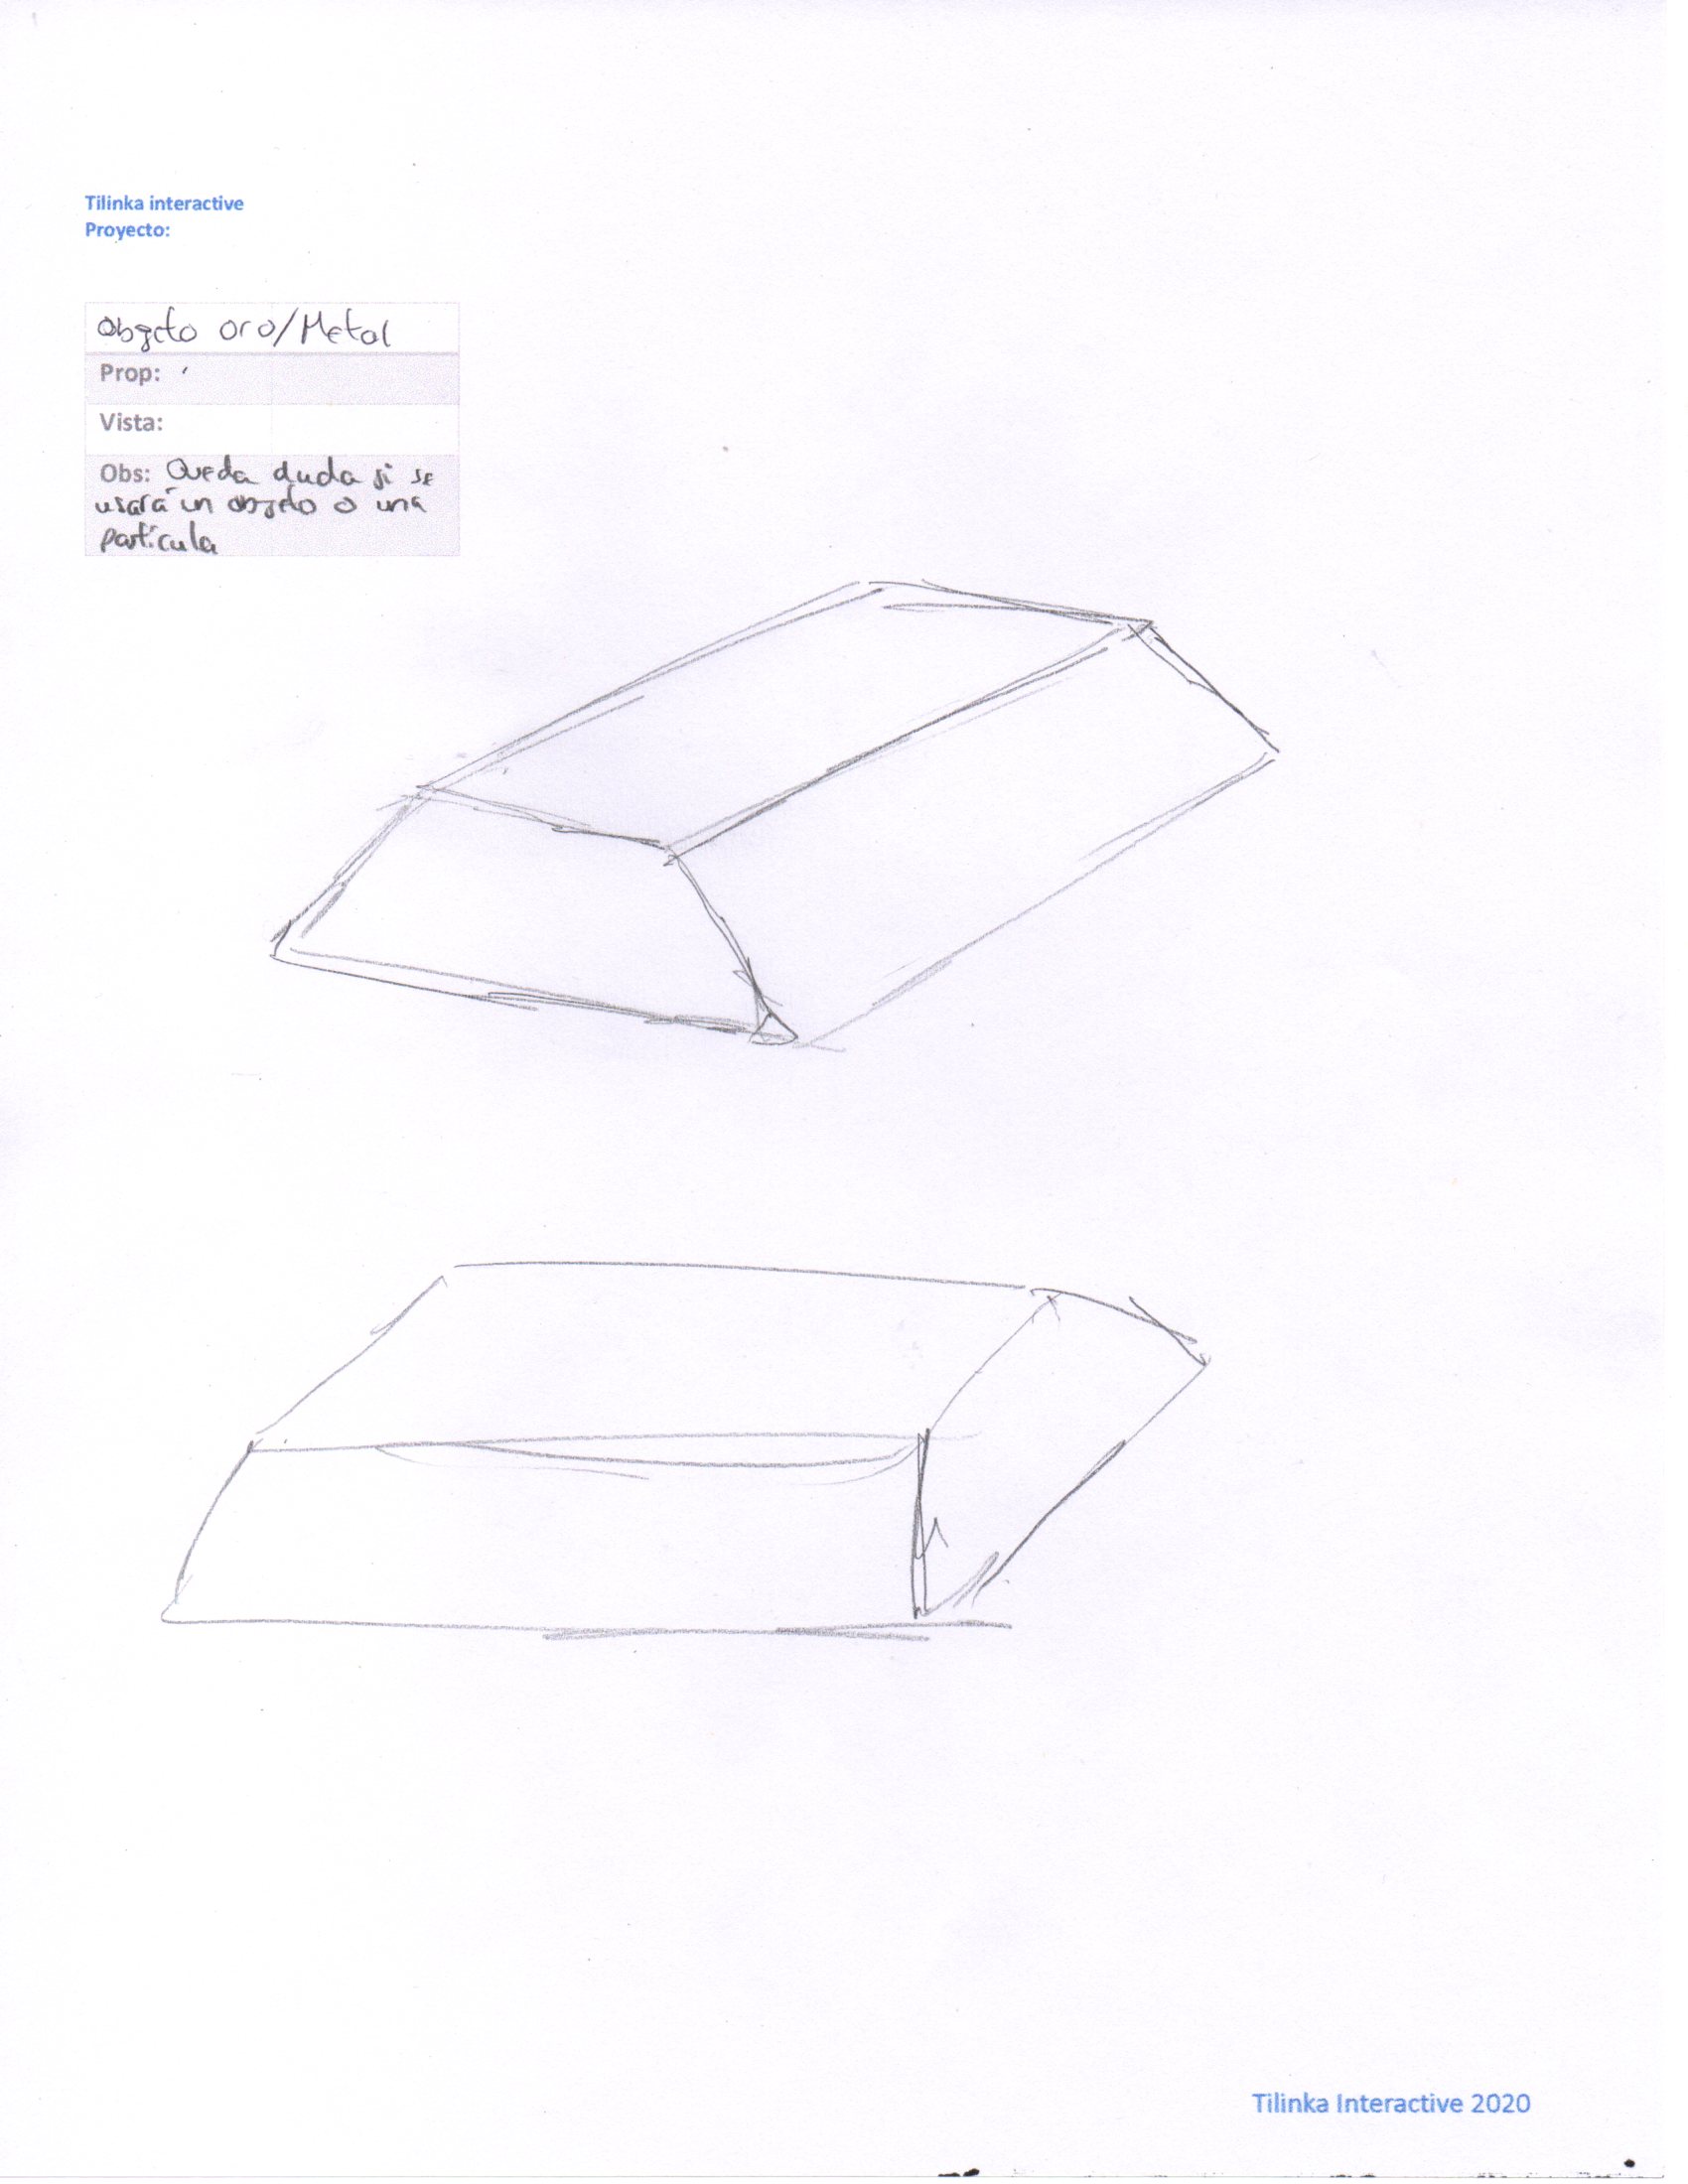 Tilinka interactive
Proyecto:
Objeto oro/Metal
Prop:
Vista:
Obs: Queda duda si se
usará un objeto o una
partícula
Tilinka Interactive 2020